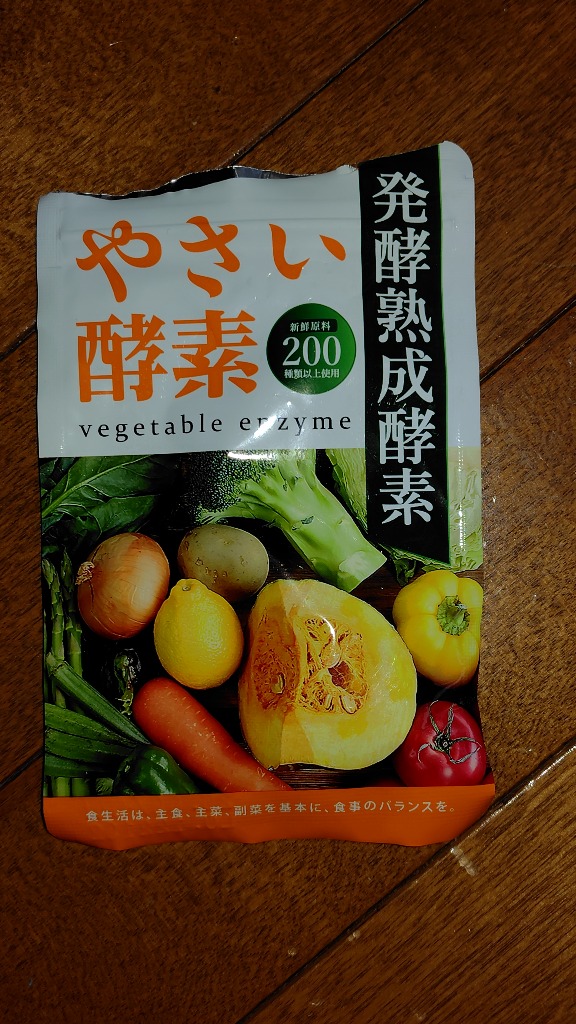 発酵熟成酵素
やさい
酵素
新鮮原料
200
種類以上使用
vegetable enzyme
食生活は、主食、主菜、副菜を基本に、食事のバランスを。